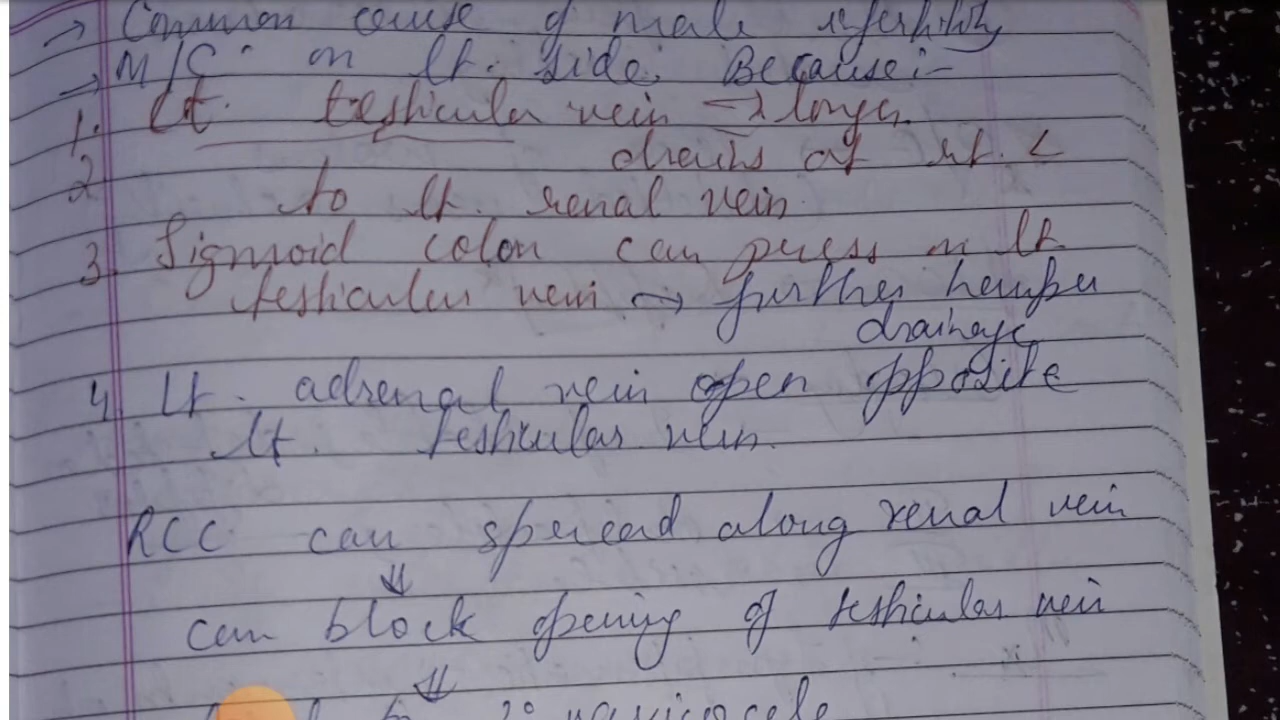 → Common cause of male infertility
→ M/C on lt. side. Because:-
1. Lt. testicular vein → longer.
2 drains at rt. <
to lt. renal vein.
3. Sigmoid colon can press on lt
testicular vein → further hamper
drainage
4. Lt. adrenal vein open opposite
lt. testicular vein.
RCC can spread along renal vein
⇓
can block opening of testicular vein
⇓
2° varicocele